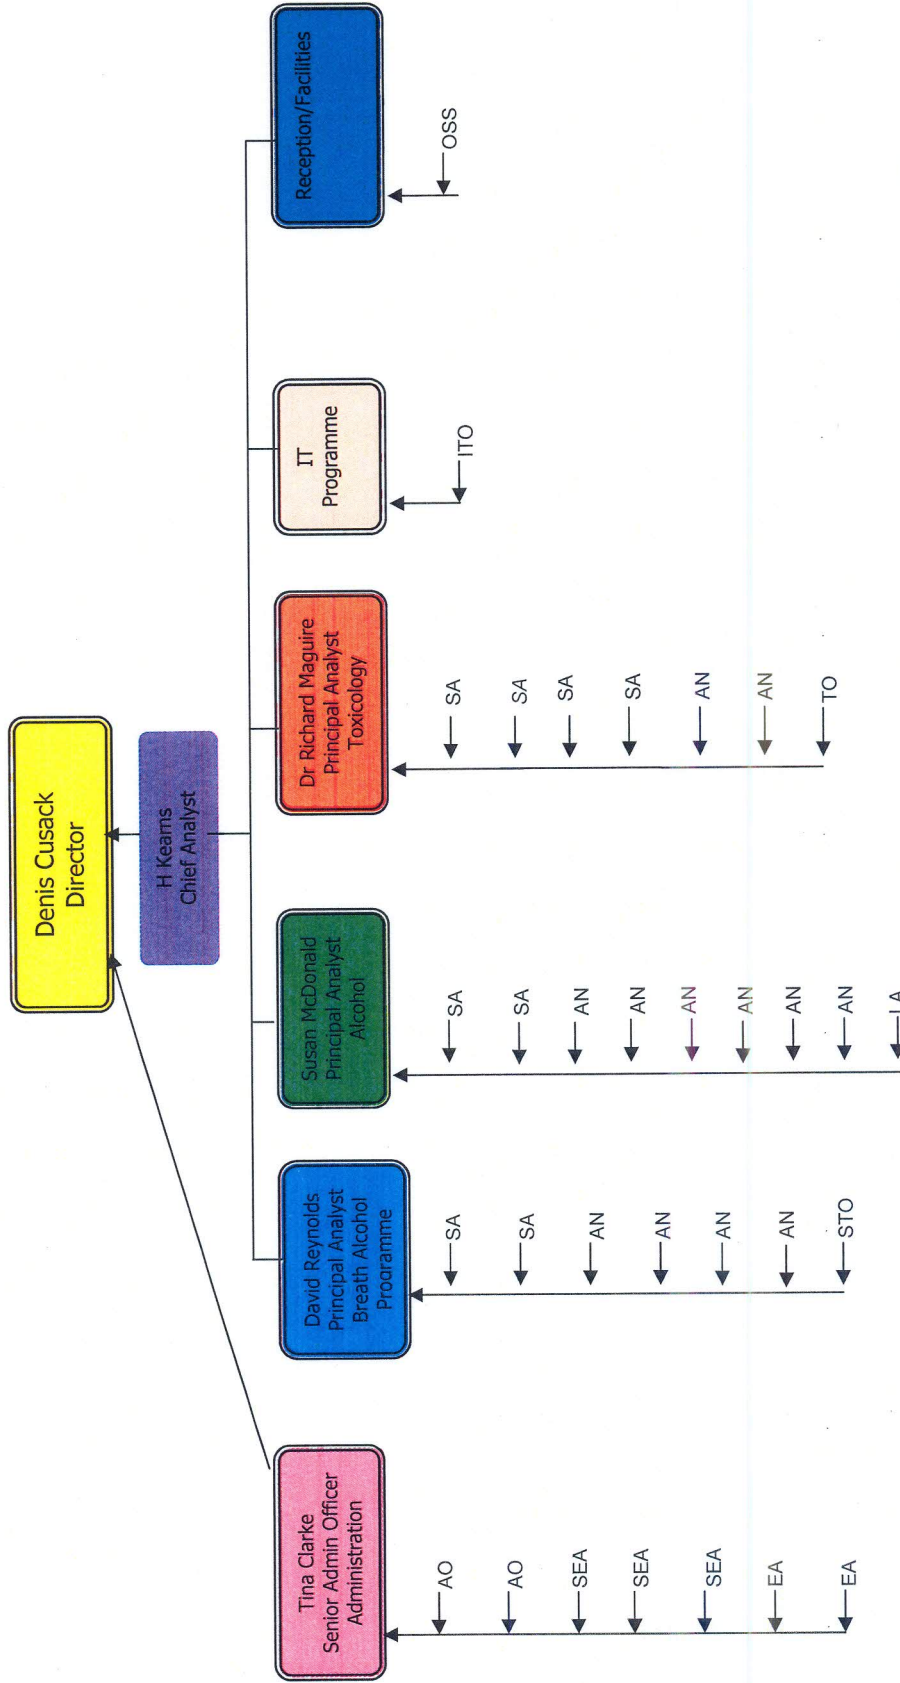 Denis Cusack
Director
H Kearns
Chief Analyst
Tina Clarke
Senior Admin Officer
Administration
AO
AO
SEA
SEA
SEA
EA
EA
David Reynolds
Principal Analyst
Breath Alcohol
Programme
SA
SA
AN
AN
AN
AN
STO
Susan McDonald
Principal Analyst
Alcohol
SA
SA
AN
AN
AN
AN
AN
AN
Dr Richard Maguire
Principal Analyst
Toxicology
SA
SA
SA
SA
AN
AN
TO
IT
Programme
ITO
Reception/Facilities
OSS